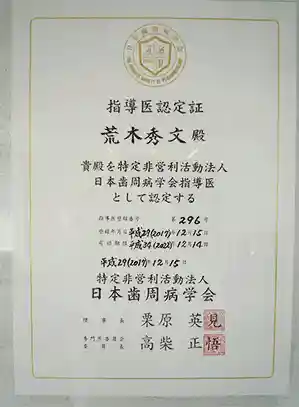 指導医認定証
荒木秀文 殿
貴殿を特定非営利活動法人
日本歯周病学会指導医
として認定する
指導医登録番号 第 296 号
登録年月日 平成29(2017)年12月15日
有効期限 平成34(2022)年12月14日
平成29(2017)年12月15日
特定非営利活動法人
日本歯周病学会
理事長 栗原 英見
専門医委員会
委員長 高柴 正悟